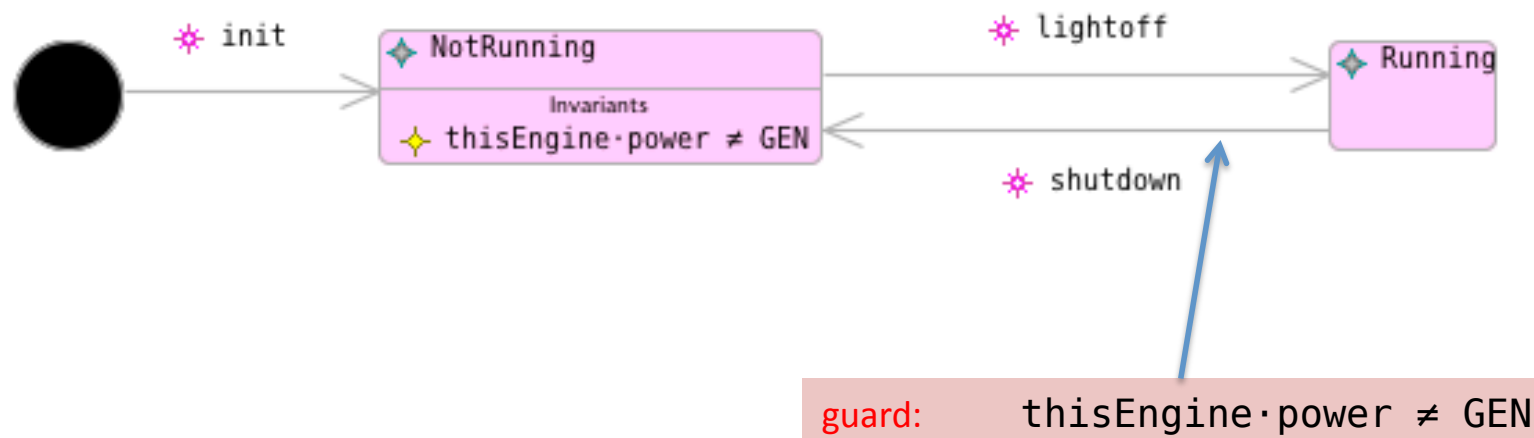 init
NotRunning
Invariants
thisEngine·power ≠ GEN
lightoff
Running
shutdown
guard: thisEngine·power ≠ GEN